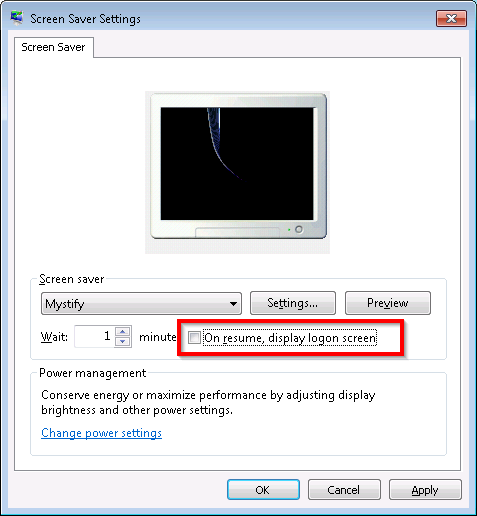 Screen Saver Settings
Screen Saver
Screen saver
Mystify
Settings...
Preview
Wait: 1 minute
On resume, display logon screen
Power management
Conserve energy or maximize performance by adjusting display
brightness and other power settings.
Change power settings
OK
Cancel
Apply